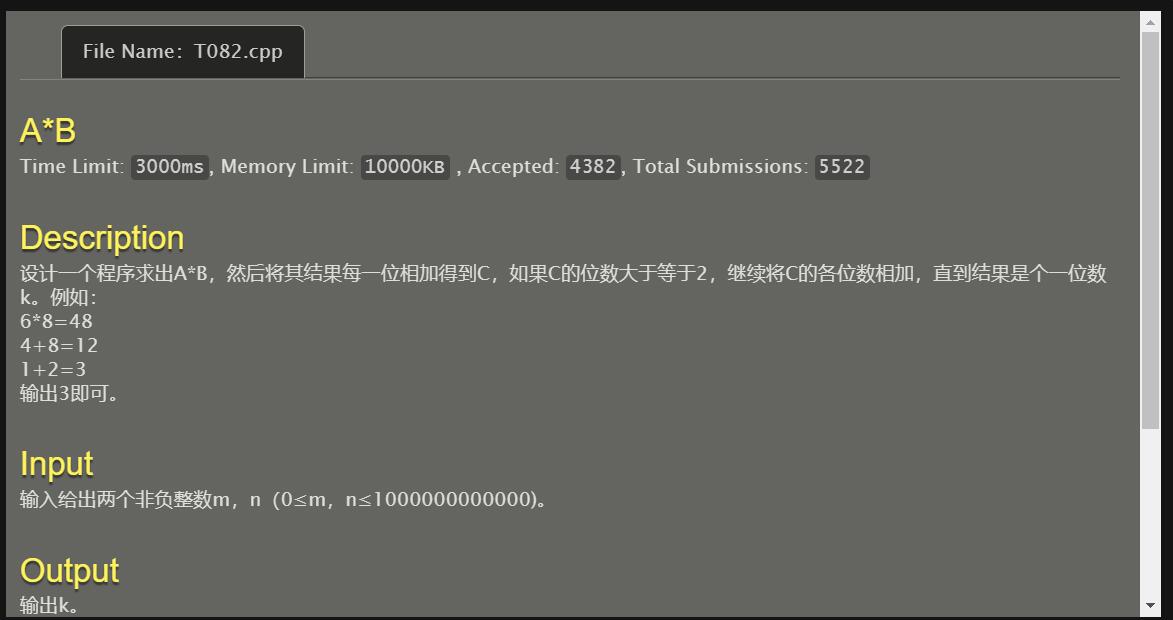 File Name：T082.cpp
A*B
Time Limit: 3000ms, Memory Limit: 10000KB , Accepted: 4382, Total Submissions: 5522
Description
设计一个程序求出A*B，然后将其结果每一位相加得到C，如果C的位数大于等于2，继续将C的各位数相加，直到结果是个一位数
k。例如：
6*8=48
4+8=12
1+2=3
输出3即可。
Input
输入给出两个非负整数m，n（0≤m，n≤1000000000000)。
Output
输出k。